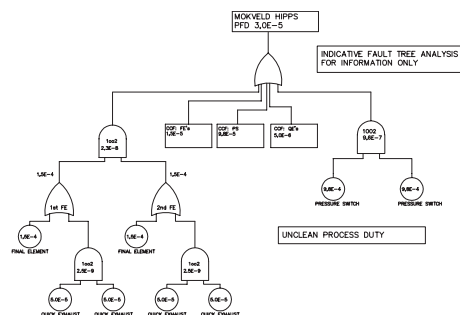 MOKVELD HIPPS
PFD 3,0E-5
INDICATIVE FAULT TREE ANALYSIS
FOR INFORMATION ONLY
CCF: FE's
1,5E-5
CCF: PS
9,8E-5
CCF: QE's
5,0E-6
1oo2
2,3E-8
1OO2
9,6E-7
1,5E-4
1,5E-4
1st FE
2nd FE
9,8E-4
9,8E-4
PRESSURE SWITCH
PRESSURE SWITCH
1,5E-4
1,5E-4
FINAL ELEMENT
FINAL ELEMENT
UNCLEAN PROCESS DUTY
1oo2
2,5E-9
1oo2
2,5E-9
5,0E-5
5,0E-5
5,0E-5
5,0E-5
QUICK EXHAUST
QUICK EXHAUST
QUICK EXHAUST
QUICK EXHAUST